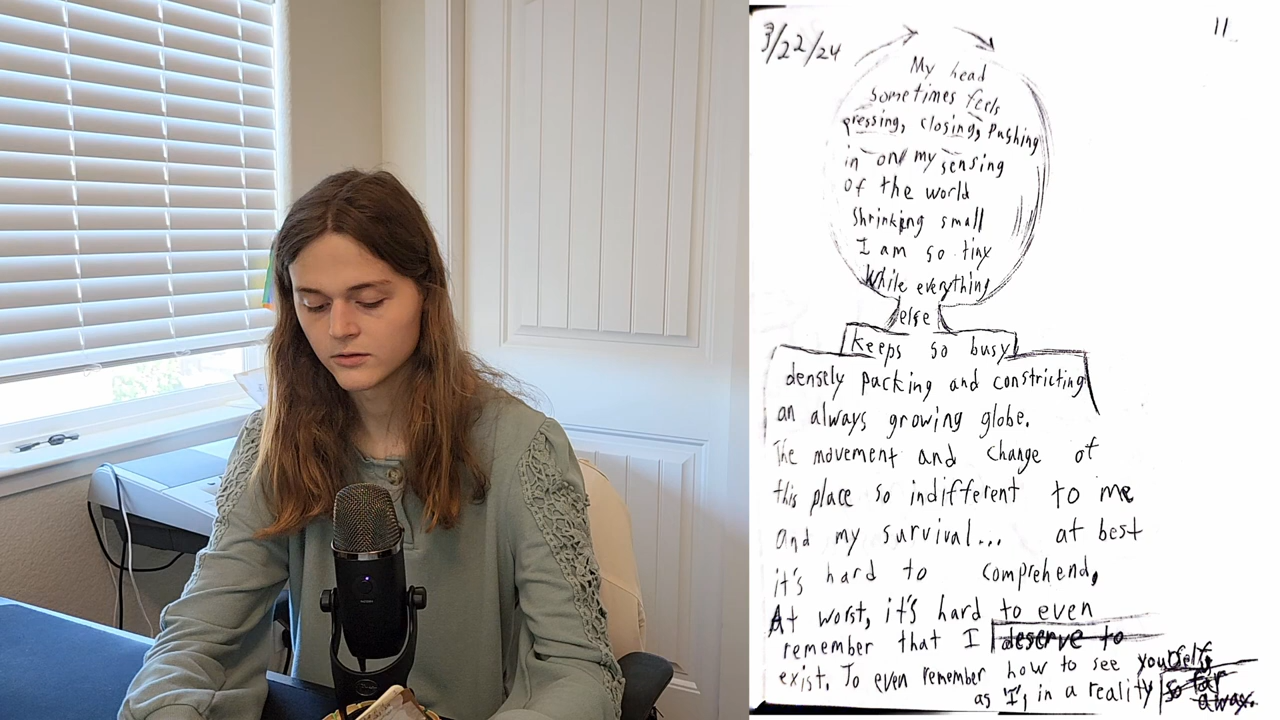 3/22/24
11
My head
sometimes feels
pressing, closing, pushing
in on my sensing
of the world
shrinking small
I am so tiny
While everything
else
keeps so busy
densely packing and constricting
an always growing globe.
The movement and change of
this place so indifferent to me
and my survival... at best
it's hard to comprehend,
At worst, it's hard to even
remember that I deserve to
exist. To even remember how to see yourself,
as "I", in a reality so far
away.